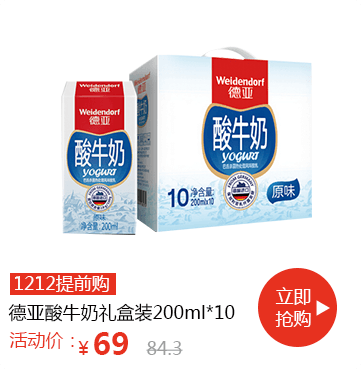 Weidendorf
德亚
酸牛奶
yogurt
原味
净含量:200ml
Weidendorf
德亚
酸牛奶
yogurt
10
净含量:
200ml×10
原味
1212提前购
德亚酸牛奶礼盒装200ml*10
活动价：¥69
84.3
立即
抢购